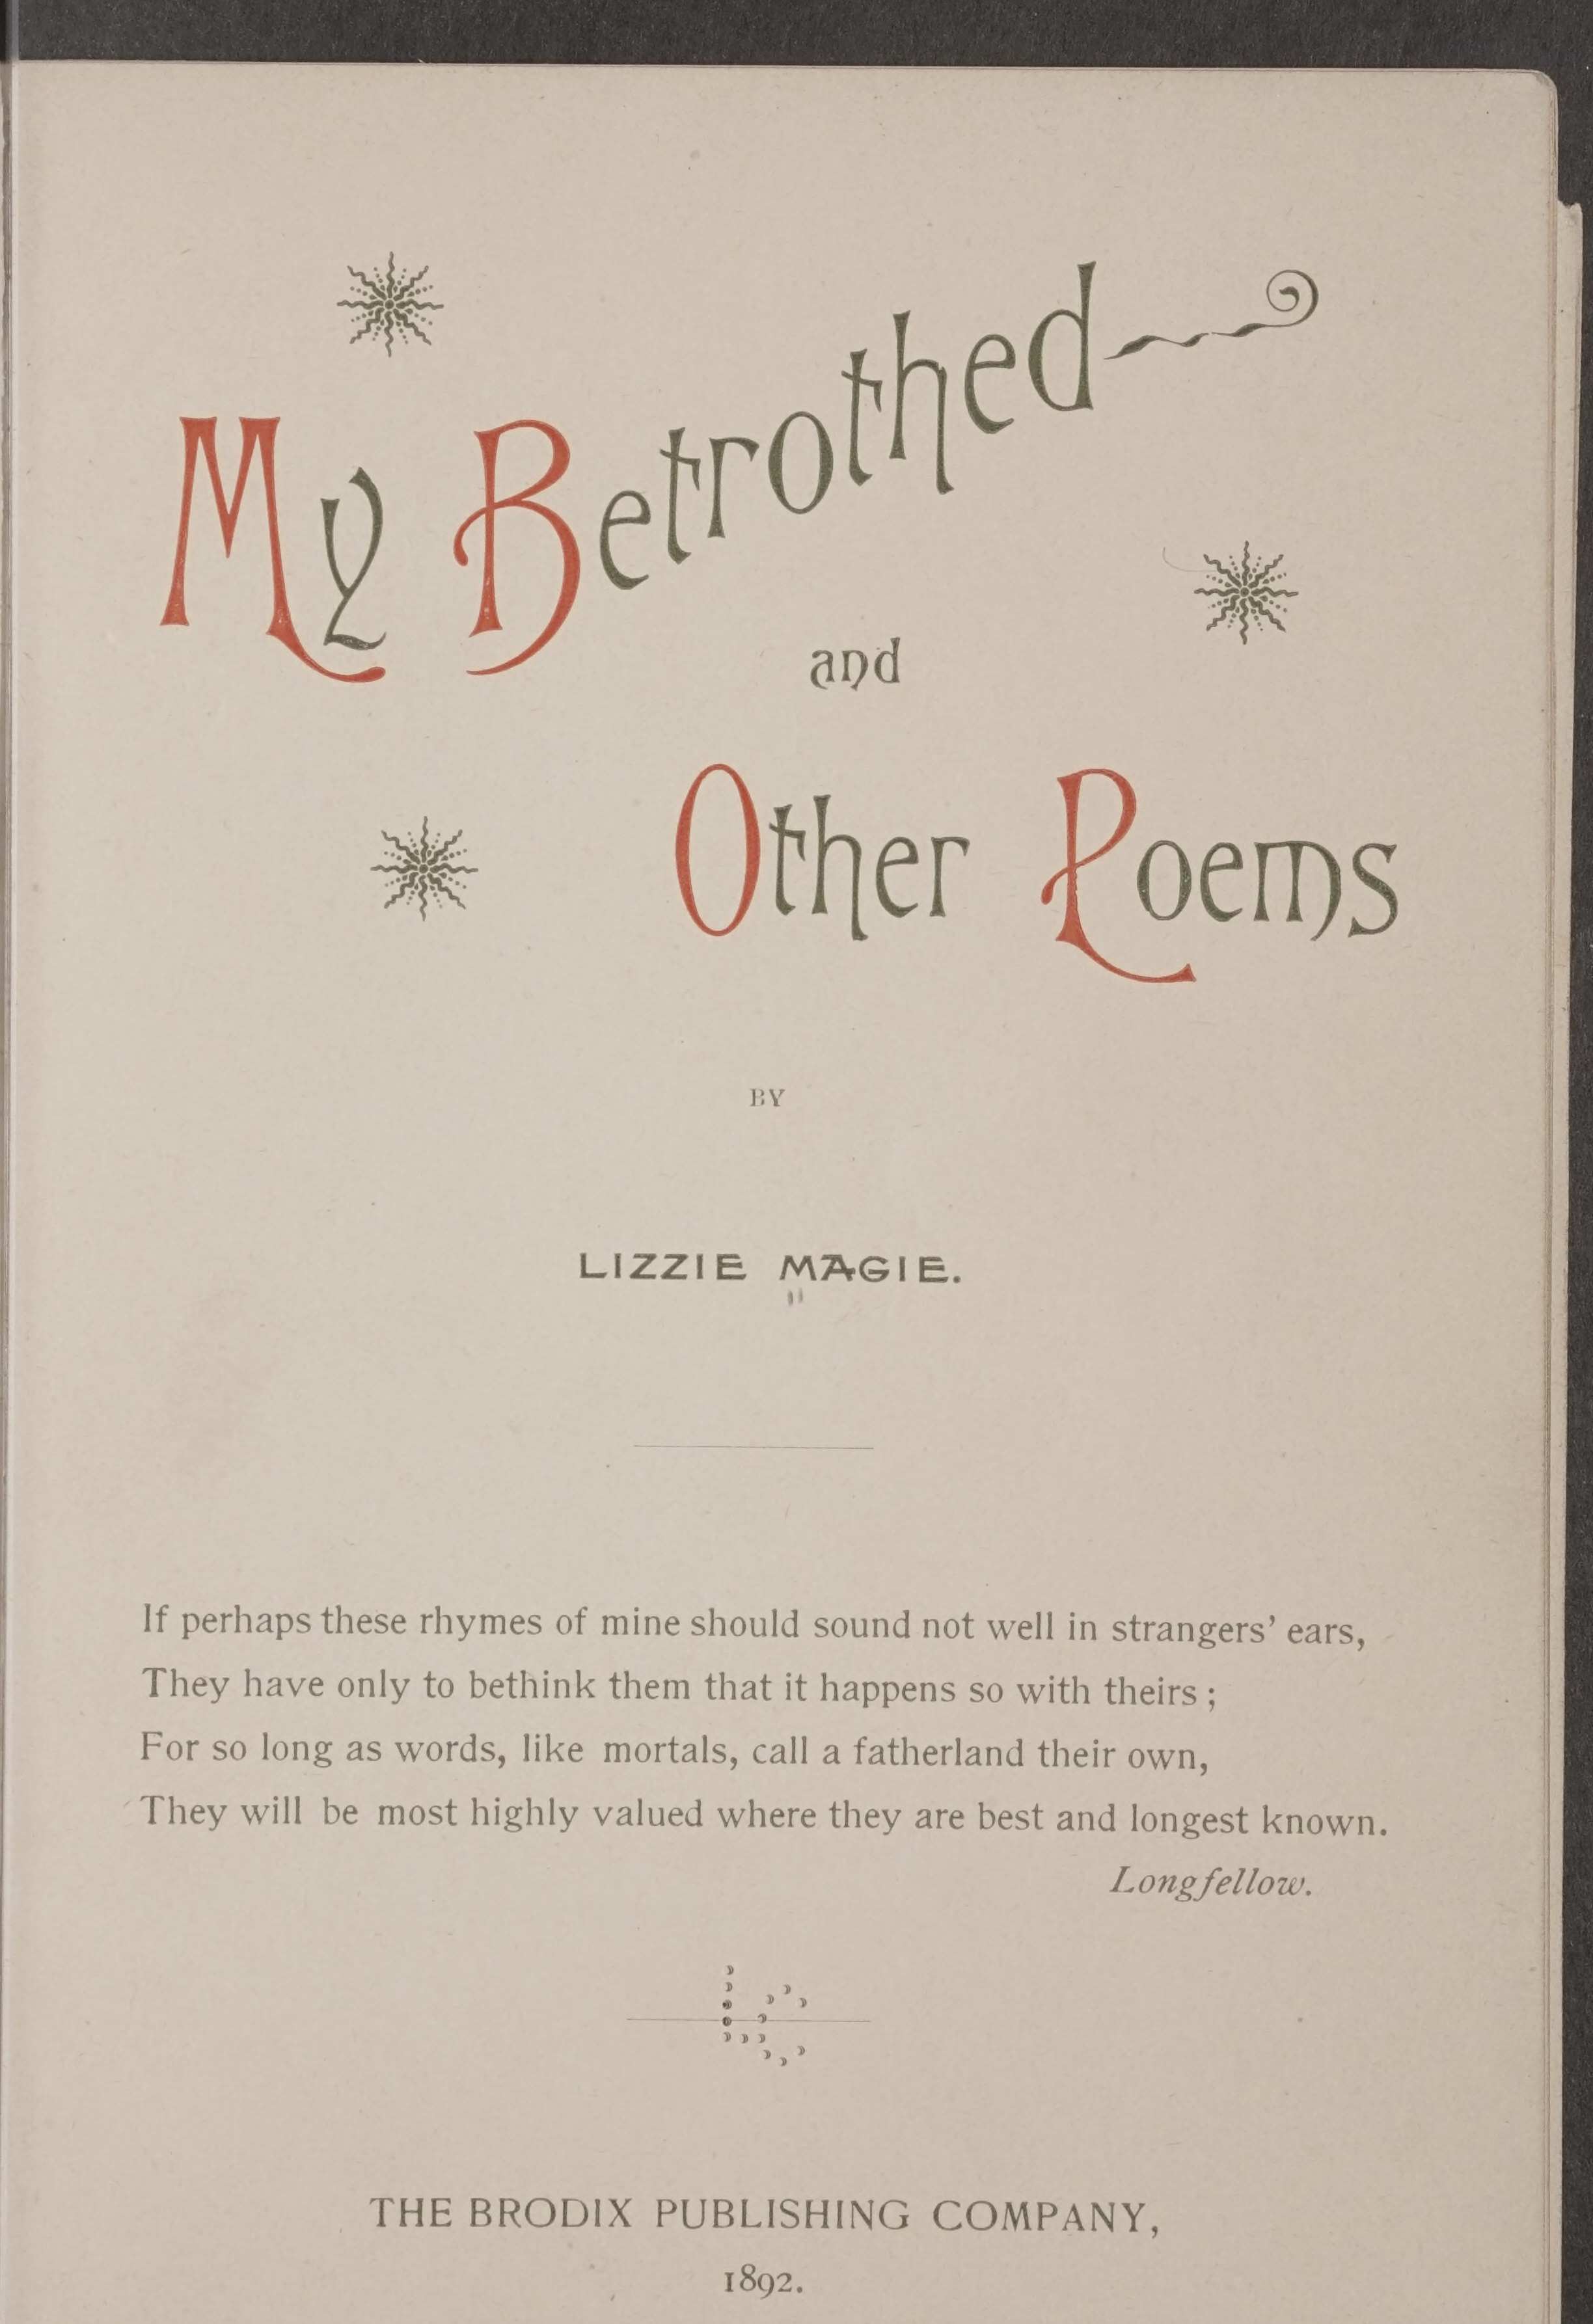 My Betrothed
and
Other Poems
BY
LIZZIE MAGIE.
If perhaps these rhymes of mine should sound not well in strangers’ ears,
They have only to bethink them that it happens so with theirs ;
For so long as words, like mortals, call a fatherland their own,
They will be most highly valued where they are best and longest known.
Longfellow.
THE BRODIX PUBLISHING COMPANY,
1892.